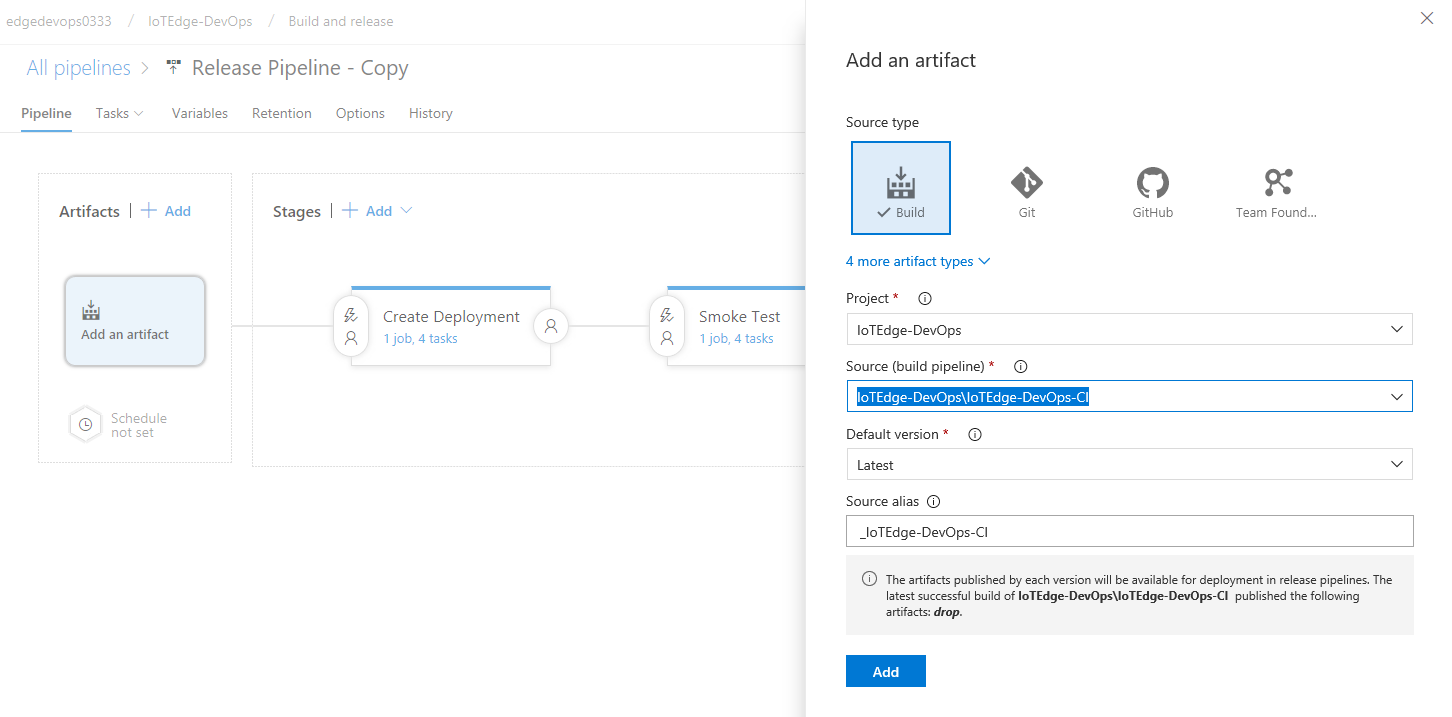 edgedevops0333 / IoTEdge-DevOps / Build and release
All pipelines > Release Pipeline - Copy
Pipeline Tasks Variables Retention Options History
Artifacts | + Add
Stages | + Add
Add an artifact
Schedule
not set
Create Deployment
1 job, 4 tasks
Smoke Test
1 job, 4 tasks
Add an artifact
Source type
Build
Git
GitHub
Team Found...
4 more artifact types
Project *
IoTEdge-DevOps
Source (build pipeline) *
IoTEdge-DevOps\IoTEdge-DevOps-CI
Default version *
Latest
Source alias
_IoTEdge-DevOps-CI
The artifacts published by each version will be available for deployment in release pipelines. The
latest successful build of IoTEdge-DevOps\IoTEdge-DevOps-CI published the following
artifacts: drop.
Add